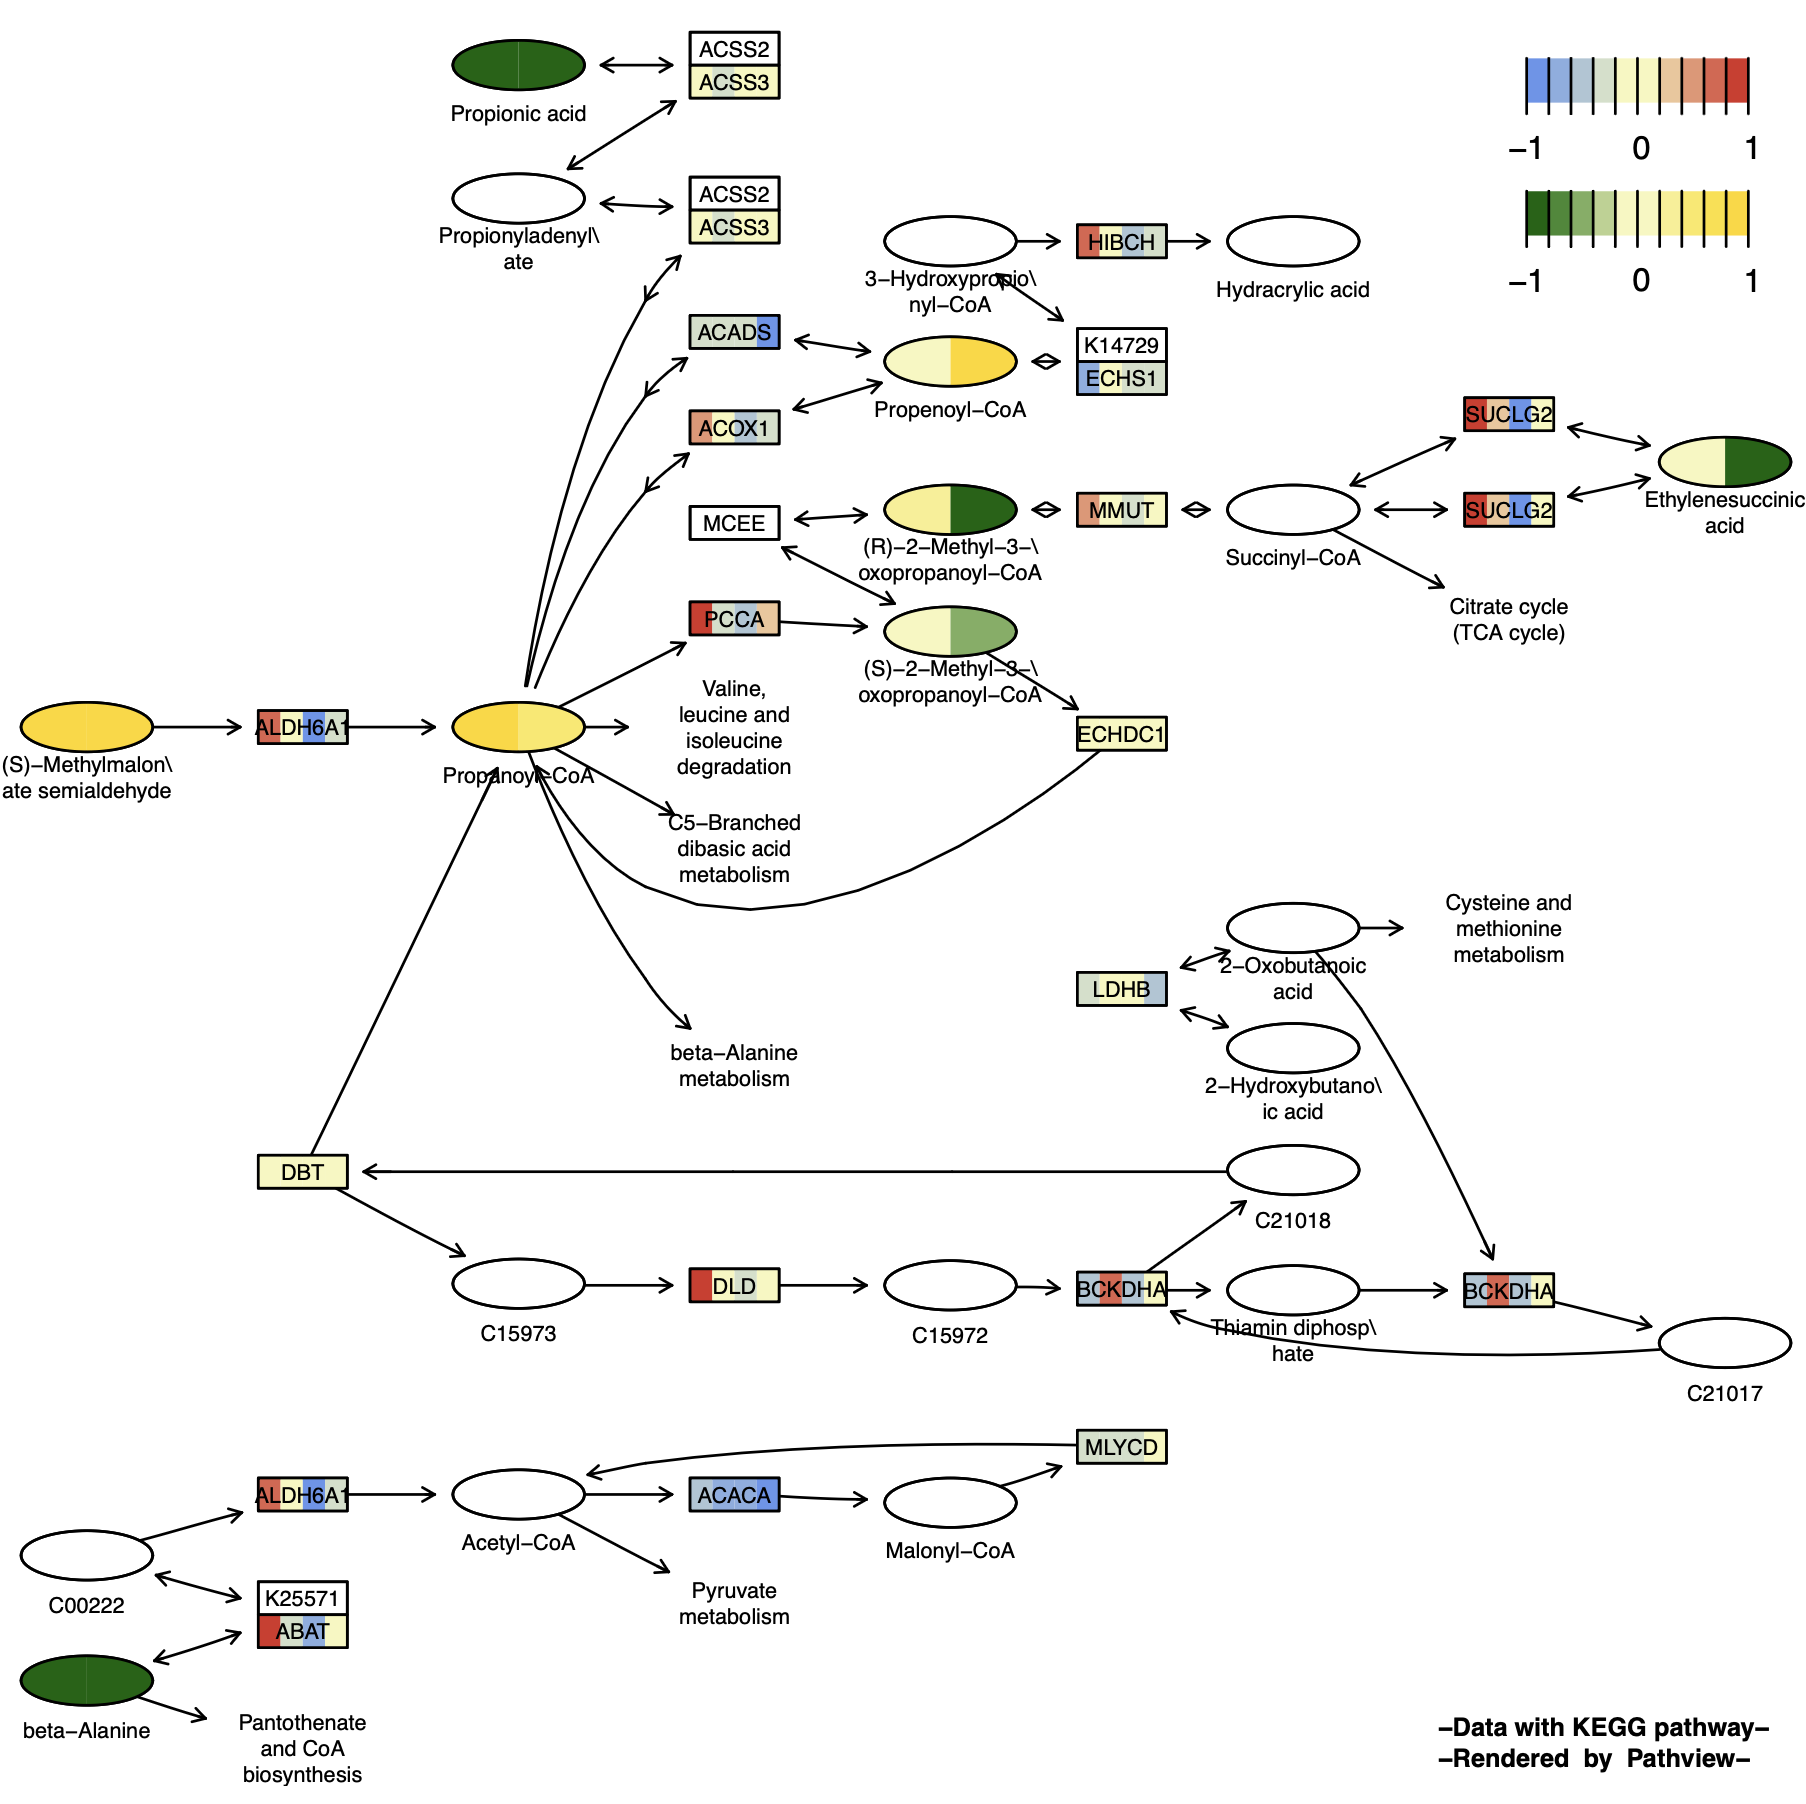 ACSS2
ACSS3
Propionic acid
−1 0 1
ACSS2
ACSS3
Propionyladenyl\
ate
−1 0 1
HIBCH
3−Hydroxypropio\
nyl−CoA
Hydracrylic acid
ACADS
K14729
ECHS1
Propenoyl−CoA
ACOX1
SUCLG2
MCEE
(R)−2−Methyl−3−\
oxopropanoyl−CoA
MMUT
Succinyl−CoA
SUCLG2
Ethylenesuccinic
acid
Citrate cycle
(TCA cycle)
PCCA
(S)−2−Methyl−3−\
oxopropanoyl−CoA
Valine,
leucine and
isoleucine
degradation
ECHDC1
(S)−Methylmalon\
ate semialdehyde
ALDH6A1
Propanoyl−CoA
C5−Branched
dibasic acid
metabolism
Cysteine and
methionine
metabolism
2−Oxobutanoic
acid
LDHB
2−Hydroxybutano\
ic acid
beta−Alanine
metabolism
DBT
C21018
C15973
DLD
C15972
BCKDHA
Thiamin diphosp\
hate
BCKDHA
C21017
MLYCD
ALDH6A1
Acetyl−CoA
ACACA
Malonyl−CoA
C00222
K25571
ABAT
Pyruvate
metabolism
beta−Alanine
Pantothenate
and CoA
biosynthesis
−Data with KEGG pathway−
−Rendered by Pathview−